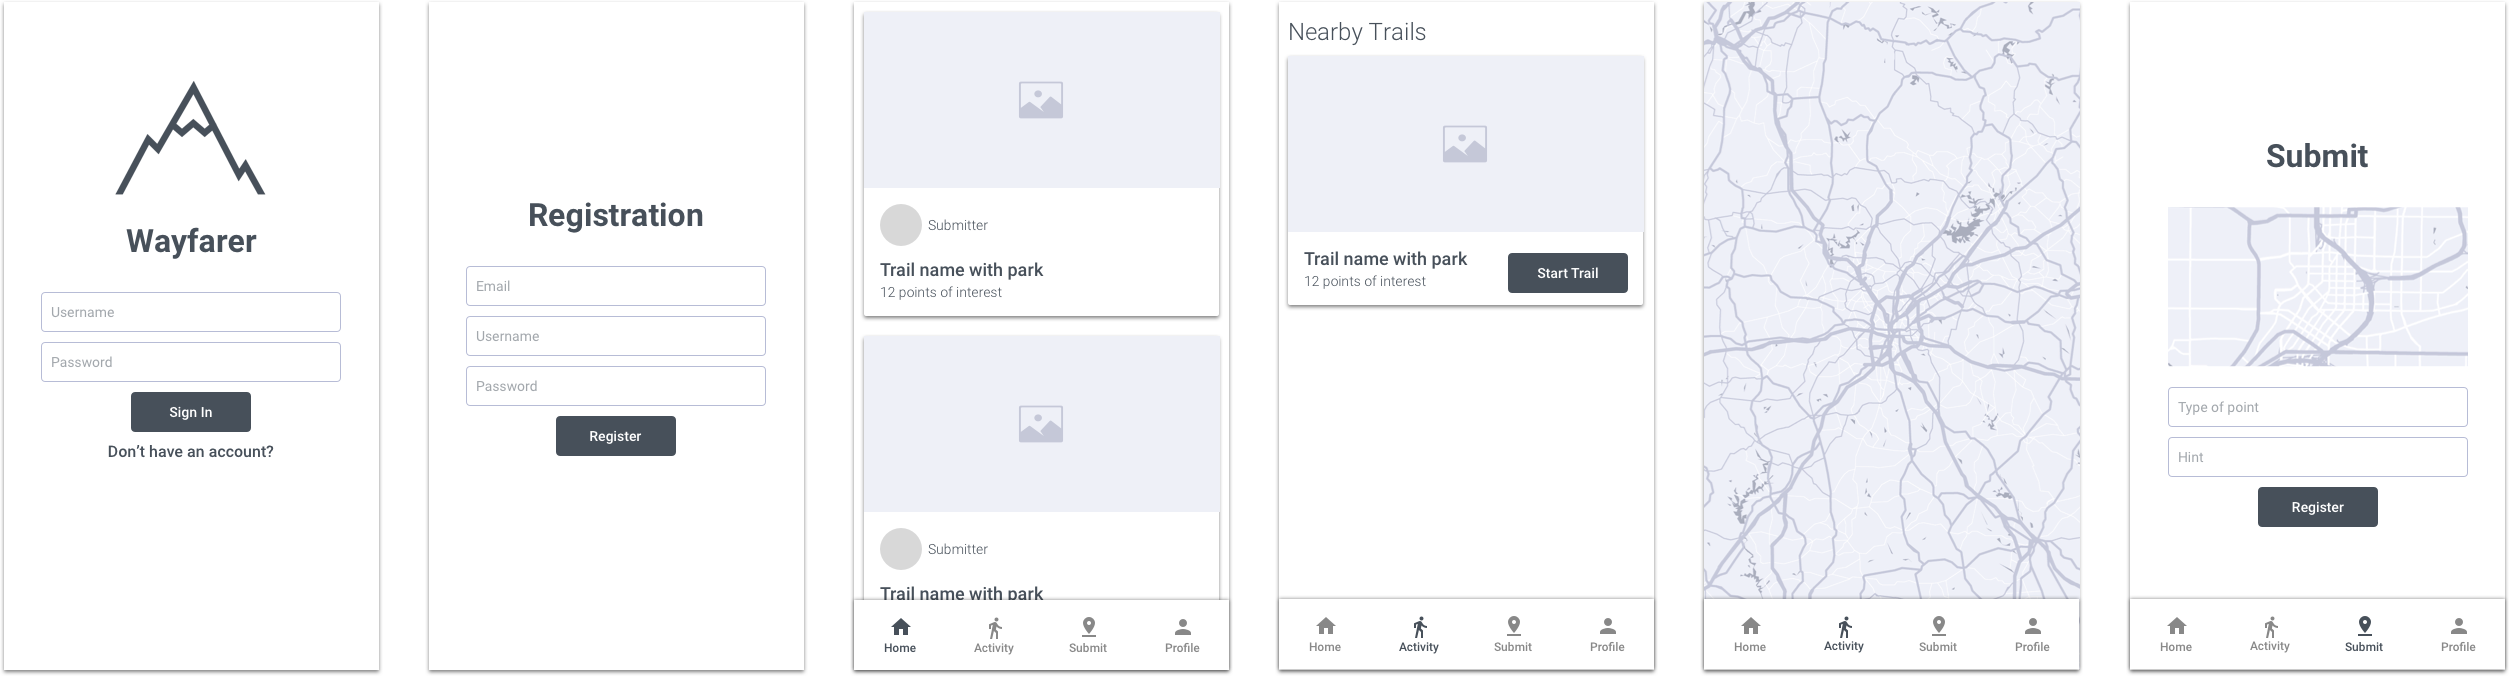 Wayfarer
Username
Password
Sign In
Don't have an account?
Registration
Email
Username
Password
Register
Submitter
Trail name with park
12 points of interest
Submitter
Trail name with park
Home
Activity
Submit
Profile
Nearby Trails
Trail name with park
12 points of interest
Start Trail
Home
Activity
Submit
Profile
Home
Activity
Submit
Profile
Submit
Type of point
Hint
Register
Home
Activity
Submit
Profile